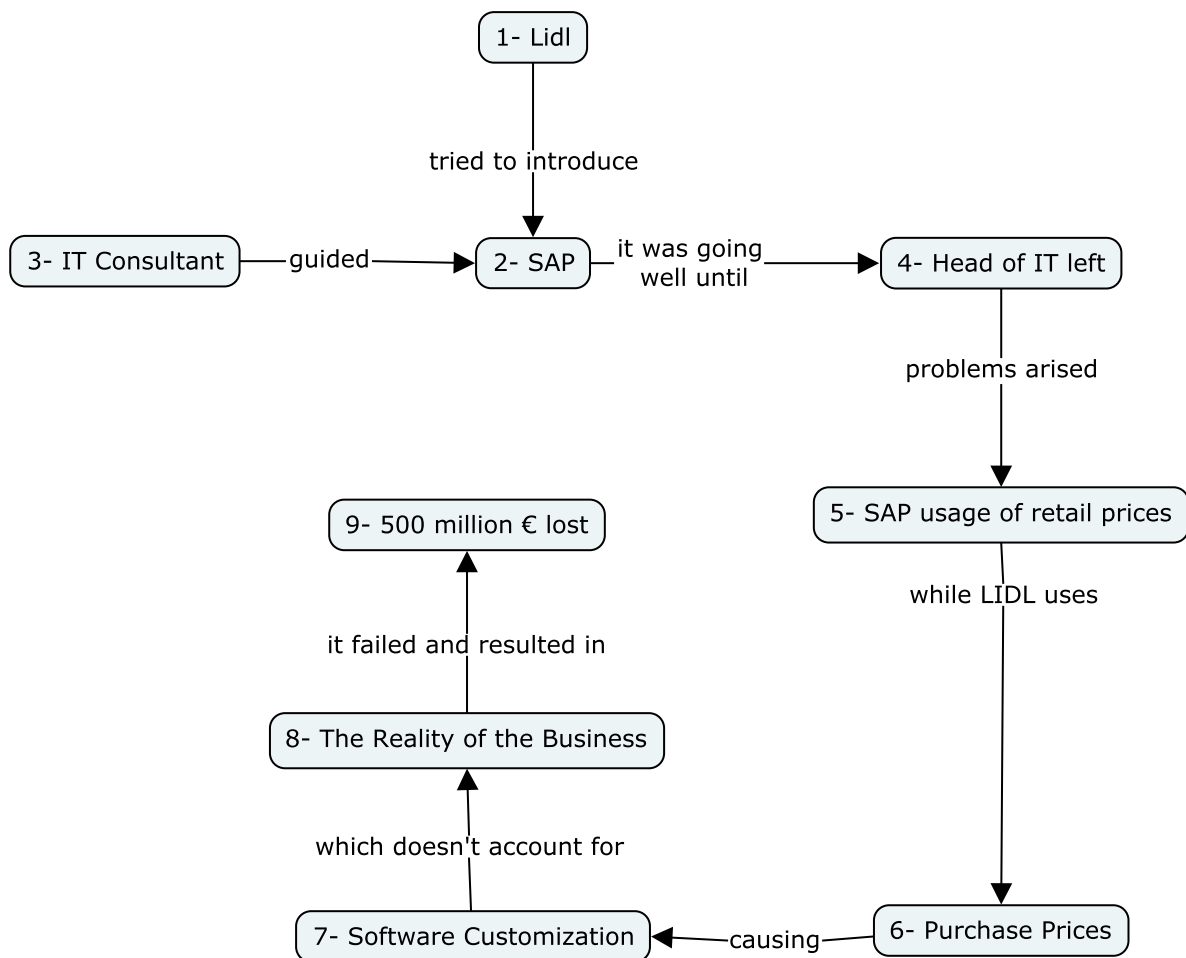 1- Lidl
tried to introduce
3- IT Consultant
guided
2- SAP
it was going
well until
4- Head of IT left
problems arised
5- SAP usage of retail prices
while LIDL uses
6- Purchase Prices
causing
7- Software Customization
which doesn't account for
8- The Reality of the Business
it failed and resulted in
9- 500 million € lost